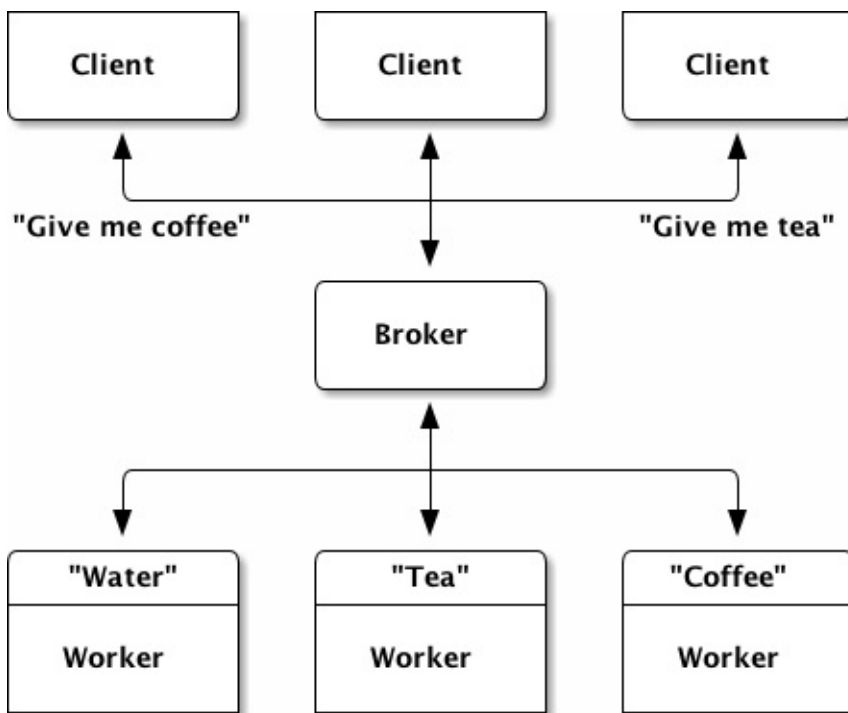 Client Client Client
"Give me coffee" "Give me tea"
Broker
"Water" "Tea" "Coffee"
Worker Worker Worker